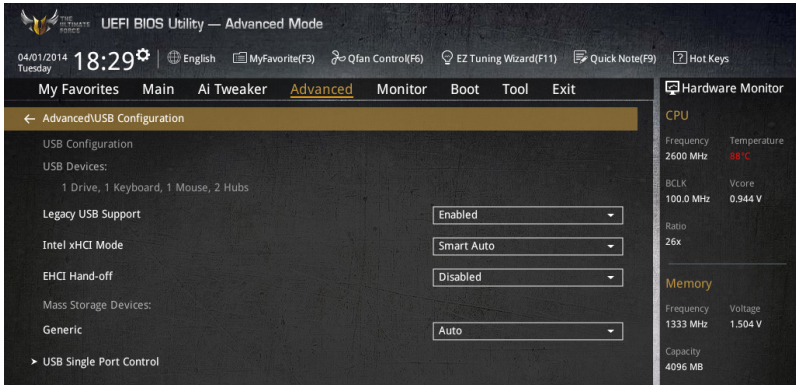 THE
ULTIMATE
FORCE
UEFI BIOS Utility — Advanced Mode
04/01/2014
Tuesday
18:29
English
MyFavorite(F3)
Qfan Control(F6)
EZ Tuning Wizard(F11)
Quick Note(F9)
? Hot Keys
My Favorites Main Ai Tweaker Advanced Monitor Boot Tool Exit
Hardware Monitor
← Advanced\USB Configuration
USB Configuration
USB Devices:
1 Drive, 1 Keyboard, 1 Mouse, 2 Hubs
Legacy USB Support Enabled
Intel xHCI Mode Smart Auto
EHCI Hand-off Disabled
Mass Storage Devices:
Generic Auto
➤ USB Single Port Control
CPU
Frequency Temperature
2600 MHz 88°C
BCLK Vcore
100.0 MHz 0.944 V
Ratio
26x
Memory
Frequency Voltage
1333 MHz 1.504 V
Capacity
4096 MB